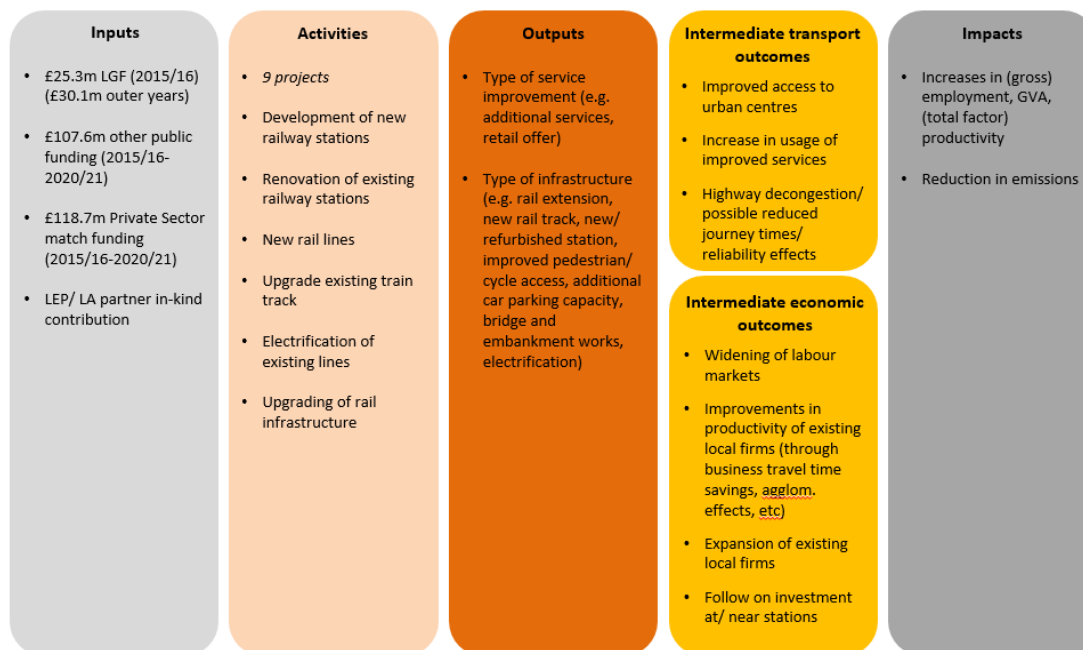 Inputs
• £25.3m LGF (2015/16)
(£30.1m outer years)
• £107.6m other public
funding (2015/16-
2020/21)
• £118.7m Private Sector
match funding
(2015/16-2020/21)
• LEP/ LA partner in-kind
contribution
Activities
• 9 projects
• Development of new
railway stations
• Renovation of existing
railway stations
• New rail lines
• Upgrade existing train
track
• Electrification of
existing lines
• Upgrading of rail
infrastructure
Outputs
• Type of service
improvement (e.g.
additional services,
retail offer)
• Type of infrastructure
(e.g. rail extension,
new rail track, new/
refurbished station,
improved pedestrian/
cycle access, additional
car parking capacity,
bridge and
embankment works,
electrification)
Intermediate transport
outcomes
• Improved access to
urban centres
• Increase in usage of
improved services
• Highway decongestion/
possible reduced
journey times/
reliability effects
Intermediate economic
outcomes
• Widening of labour
markets
• Improvements in
productivity of existing
local firms (through
business travel time
savings, agglom.
effects, etc)
• Expansion of existing
local firms
• Follow on investment
at/ near stations
Impacts
• Increases in (gross)
employment, GVA,
(total factor)
productivity
• Reduction in emissions